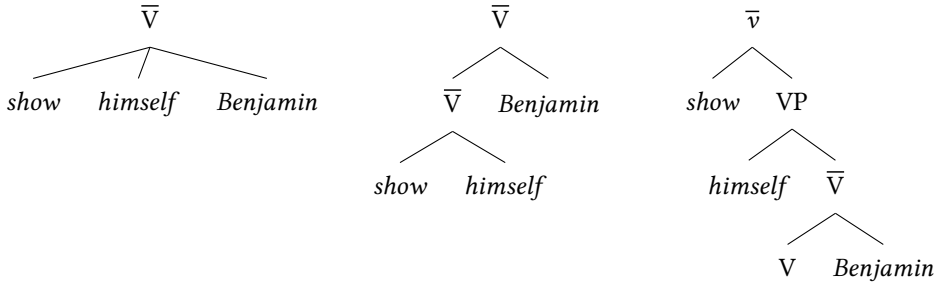 V̅ V̅ v̅
show himself Benjamin V̅ Benjamin show VP
show himself himself V̅
V Benjamin